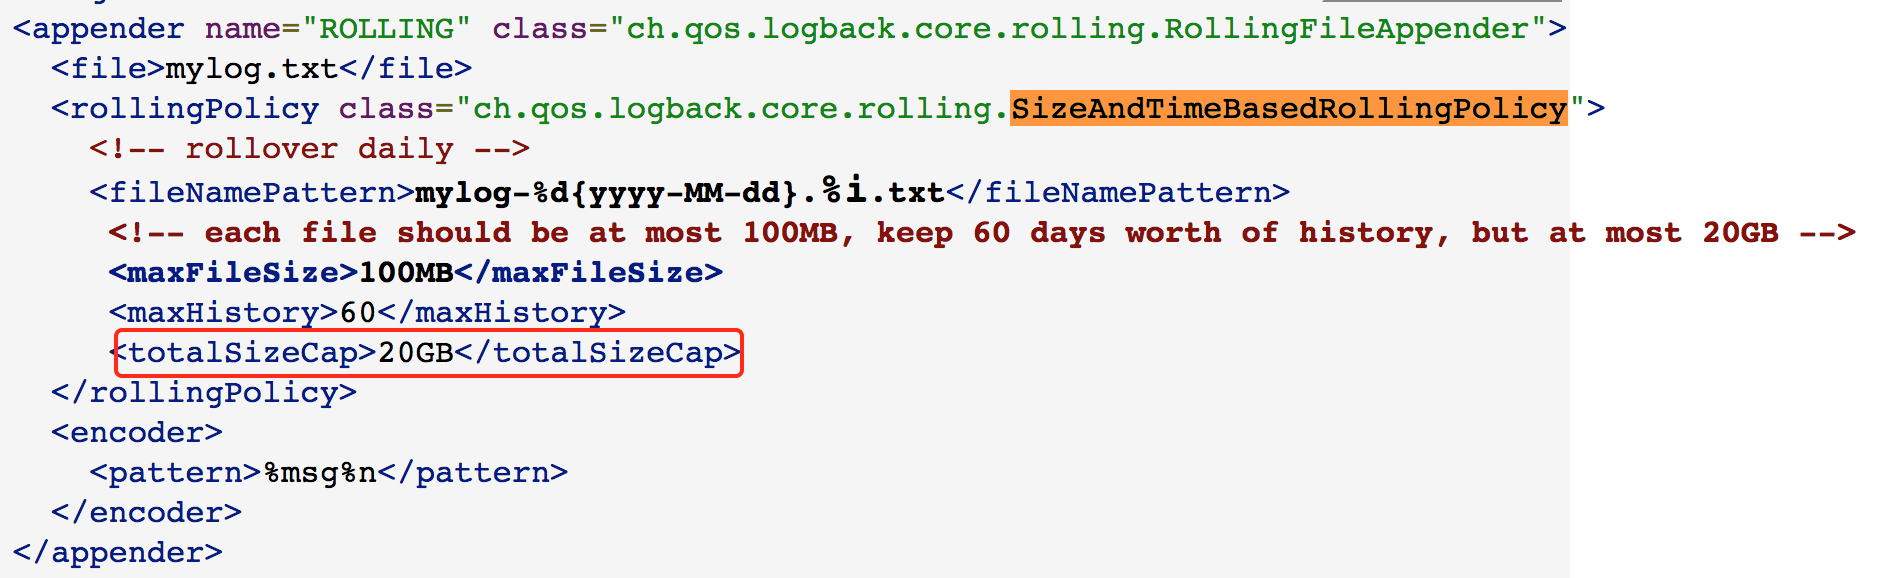 <appender name="ROLLING" class="ch.qos.logback.core.rolling.RollingFileAppender">
<file>mylog.txt</file>
<rollingPolicy class="ch.qos.logback.core.rolling.SizeAndTimeBasedRollingPolicy">
<!-- rollover daily -->
<fileNamePattern>mylog-%d{yyyy-MM-dd}.%i.txt</fileNamePattern>
<!-- each file should be at most 100MB, keep 60 days worth of history, but at most 20GB -->
<maxFileSize>100MB</maxFileSize>
<maxHistory>60</maxHistory>
<totalSizeCap>20GB</totalSizeCap>
</rollingPolicy>
<encoder>
<pattern>%msg%n</pattern>
</encoder>
</appender>